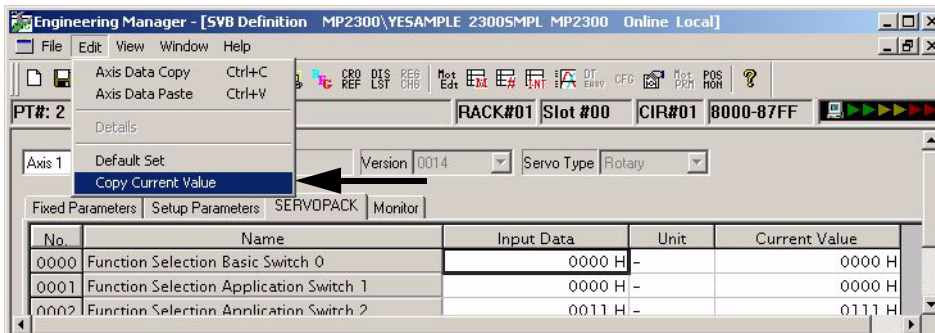 Engineering Manager - [SVB Definition MP2300\YESAMPLE 2300SMPL MP2300 Online Local]
File Edit View Window Help
Axis Data Copy Ctrl+C
Axis Data Paste Ctrl+V
Details
Default Set
Copy Current Value
CRO REF DIS LST REG CHG Mot Edt CFG Mot PRM POS MON
PT#: 2 RACK#01 Slot #00 CIR#01 8000-87FF
Axis 1 Version 0014 Servo Type Rotary
Fixed Parameters Setup Parameters SERVOPACK Monitor
No. Name Input Data Unit Current Value
0000 Function Selection Basic Switch 0 0000 H - 0000 H
0001 Function Selection Application Switch 1 0000 H - 0000 H
0002 Function Selection Application Switch 2 0011 H - 0111 H